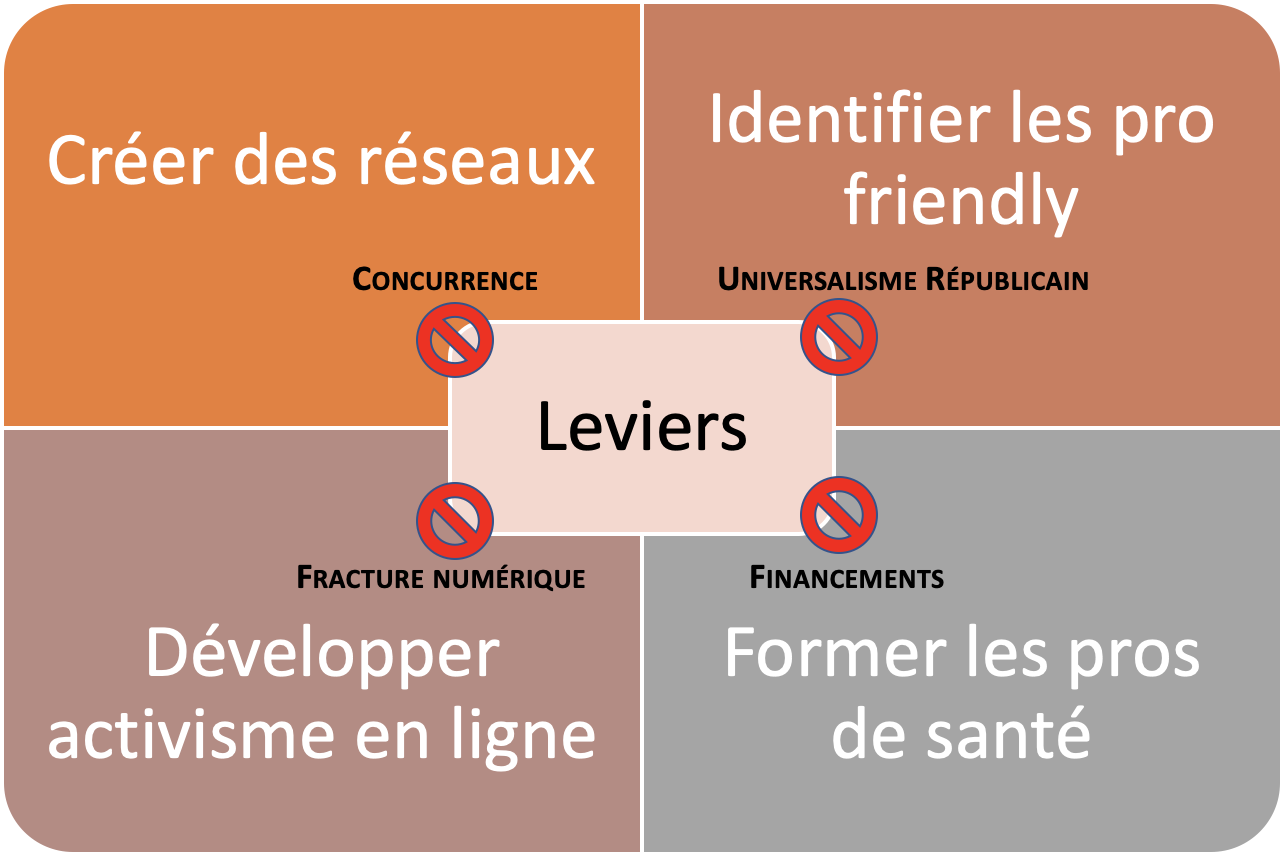 Créer des réseaux
CONCURRENCE
Identifier les pro
friendly
UNIVERSALISME RÉPUBLICAIN
Leviers
FRACTURE NUMÉRIQUE
Développer
activisme en ligne
FINANCEMENTS
Former les pros
de santé